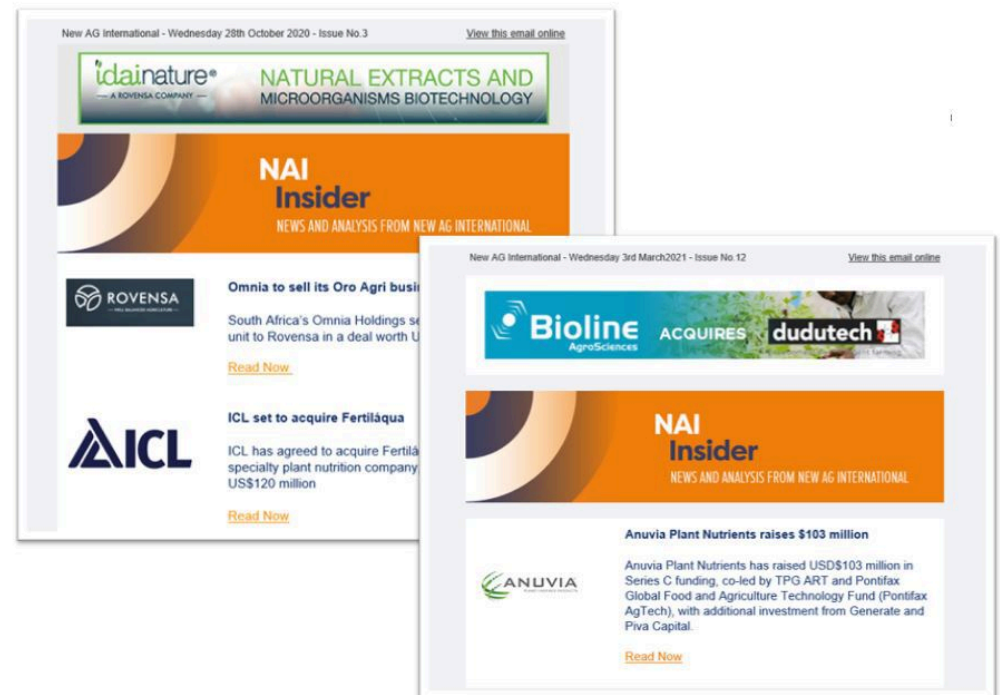 New AG International - Wednesday 28th October 2020 - Issue No.3
View this email online
idainature®
— A ROVENSA COMPANY —
NATURAL EXTRACTS AND
MICROORGANISMS BIOTECHNOLOGY
NAI
Insider
NEWS AND ANALYSIS FROM NEW AG INTERNATIONAL
ROVENSA
Omnia to sell its Oro Agri busi
South Africa's Omnia Holdings se
unit to Rovensa in a deal worth U
Read Now
ICL
ICL set to acquire Fertiláqua
ICL has agreed to acquire Fertilá
specialty plant nutrition company
US$120 million
Read Now
New AG International - Wednesday 3rd March2021 - Issue No.12
View this email online
Bioline
AgroSciences
ACQUIRES
dudutech
NAI
Insider
NEWS AND ANALYSIS FROM NEW AG INTERNATIONAL
ANUVIA
Anuvia Plant Nutrients raises $103 million
Anuvia Plant Nutrients has raised USD$103 million in
Series C funding, co-led by TPG ART and Pontifax
Global Food and Agriculture Technology Fund (Pontifax
AgTech), with additional investment from Generate and
Piva Capital.
Read Now